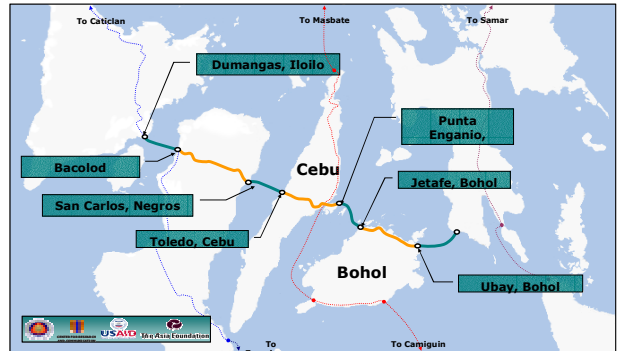 To Caticlan
To Masbate
To Samar
Dumangas, Iloilo
Punta
Enganio,
Bacolod
Cebu
Jetafe, Bohol
San Carlos, Negros
Toledo, Cebu
Bohol
Ubay, Bohol
USAID
The Asia Foundation
To
To Camiguin